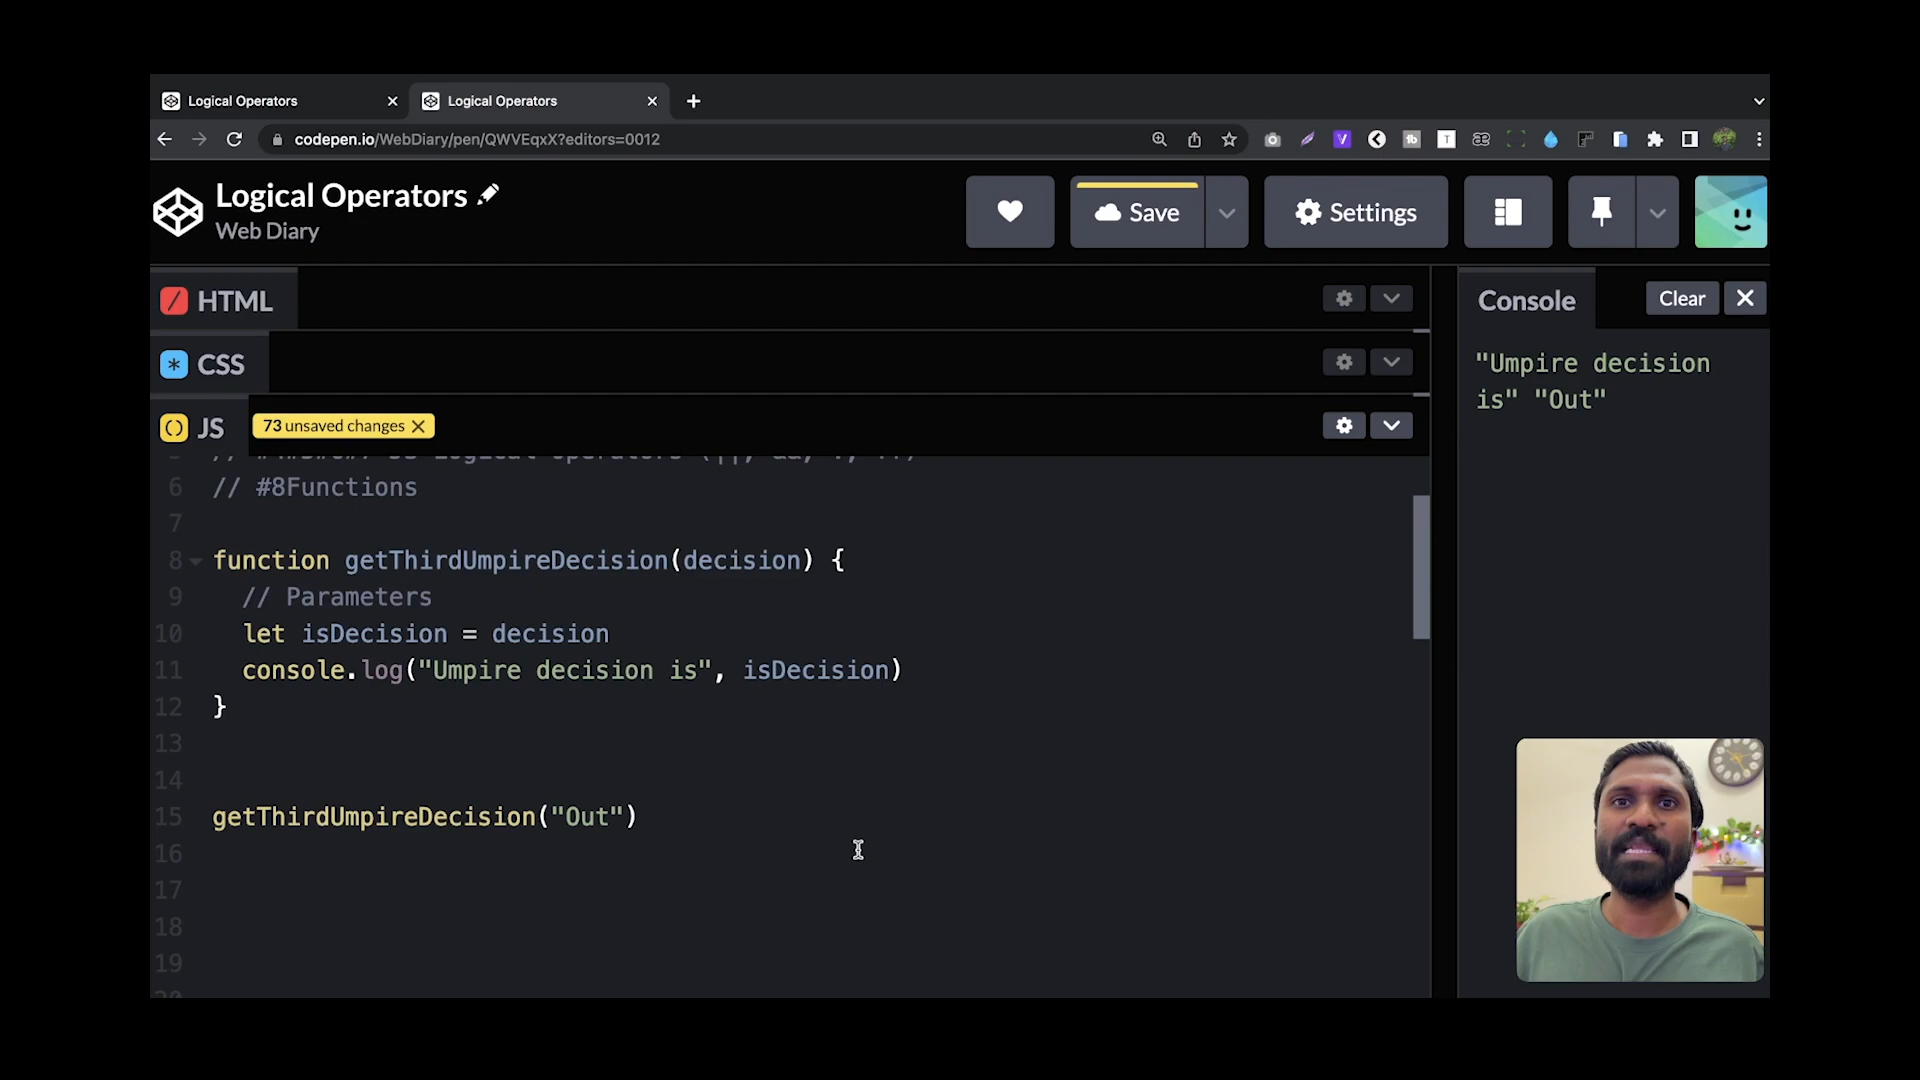 Logical Operators
Logical Operators
codepen.io/WebDiary/pen/QWVEqxX?editors=0012
Logical Operators
Web Diary
Save
Settings
HTML
CSS
JS
73 unsaved changes
Console
Clear
"Umpire decision
is" "Out"
6 // #8Functions
7
8 function getThirdUmpireDecision(decision) {
9 // Parameters
10 let isDecision = decision
11 console.log("Umpire decision is", isDecision)
12 }
13
14
15 getThirdUmpireDecision("Out")
16
17
18
19